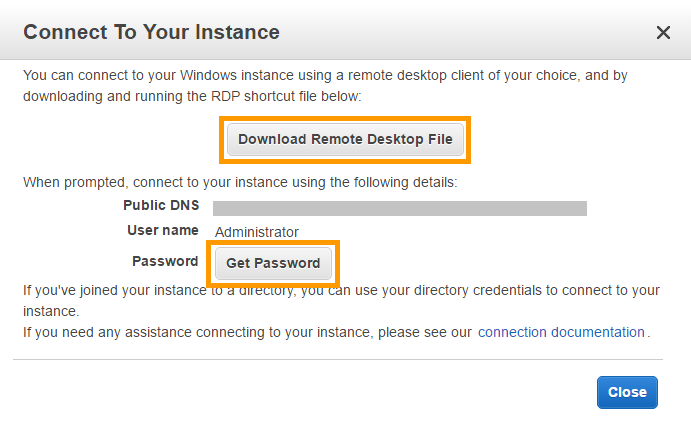 Connect To Your Instance
You can connect to your Windows instance using a remote desktop client of your choice, and by
downloading and running the RDP shortcut file below:
Download Remote Desktop File
When prompted, connect to your instance using the following details:
Public DNS
User name Administrator
Password Get Password
If you've joined your instance to a directory, you can use your directory credentials to connect to your
instance.
If you need any assistance connecting to your instance, please see our connection documentation.
Close